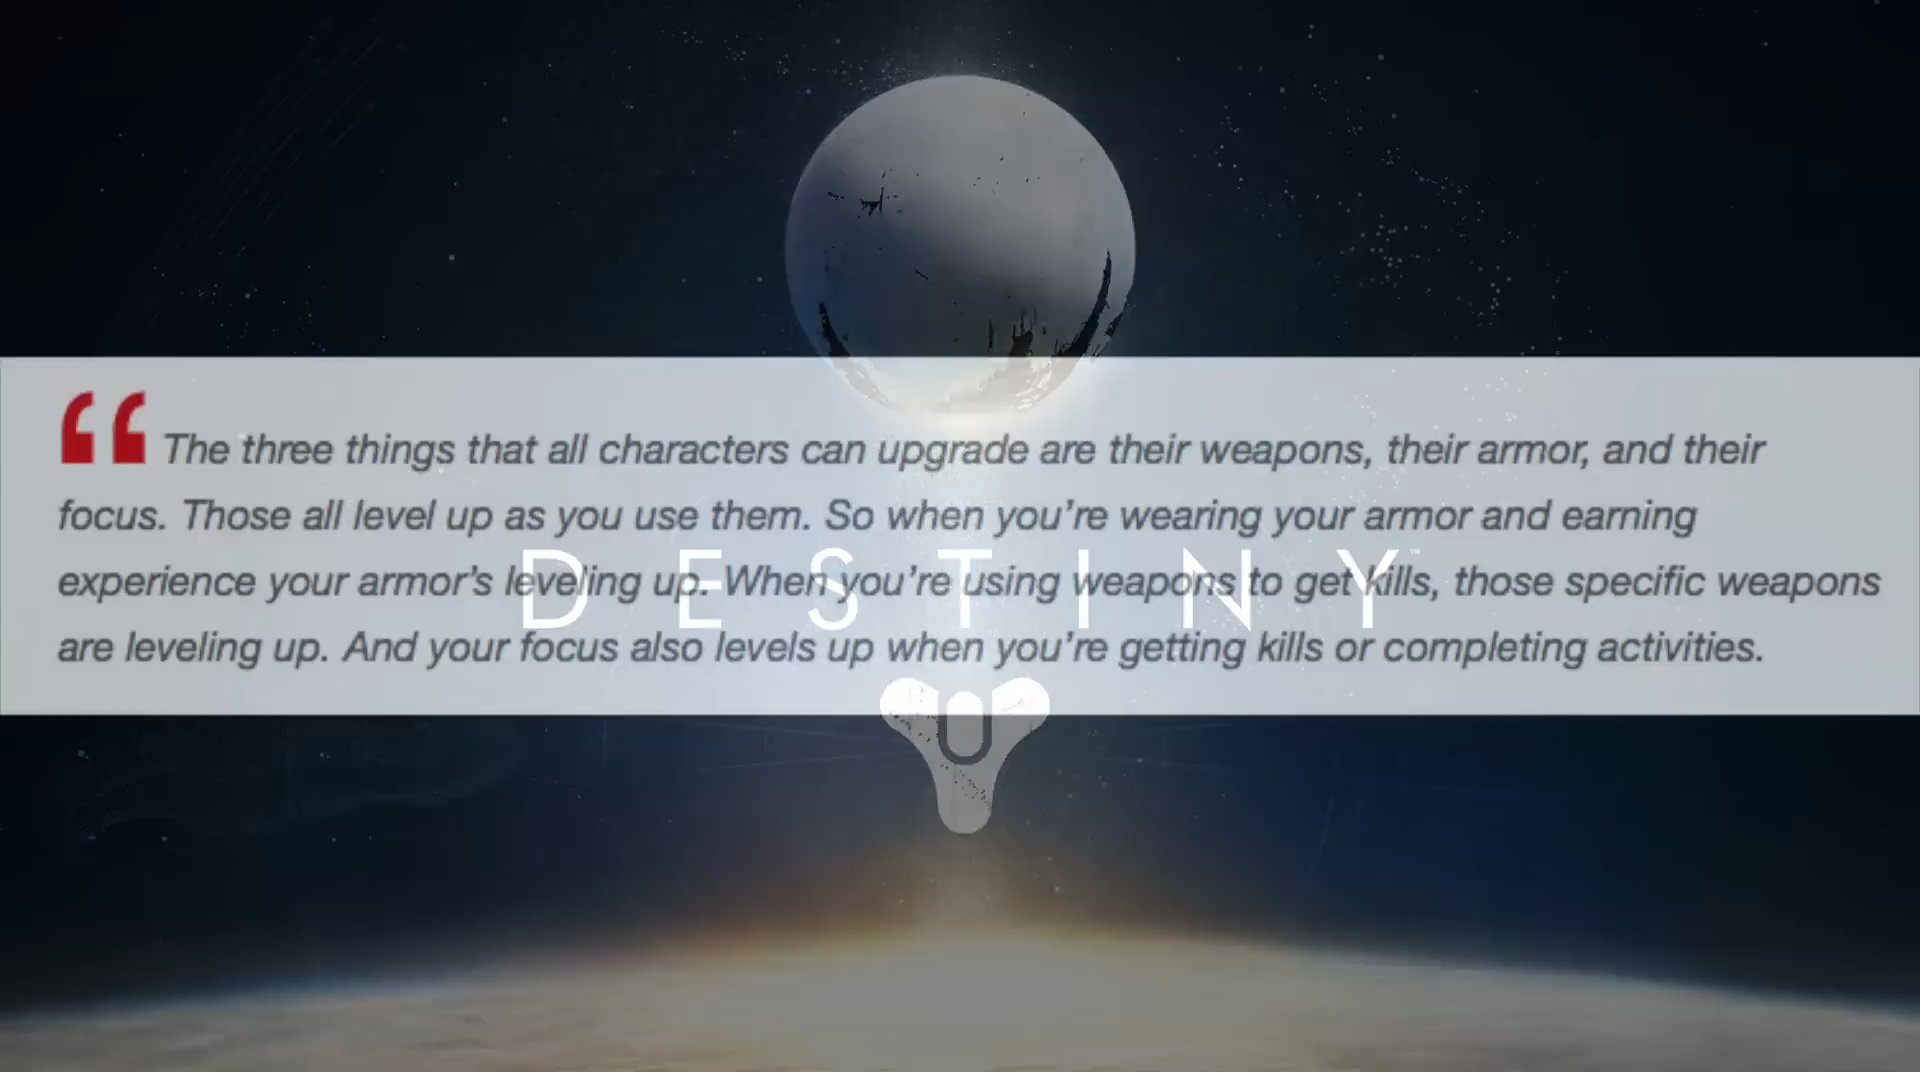 “The three things that all characters can upgrade are their weapons, their armor, and their
focus. Those all level up as you use them. So when you’re wearing your armor and earning
experience your armor’s leveling up. When you’re using weapons to get kills, those specific weapons
are leveling up. And your focus also levels up when you’re getting kills or completing activities.
DESTINY™